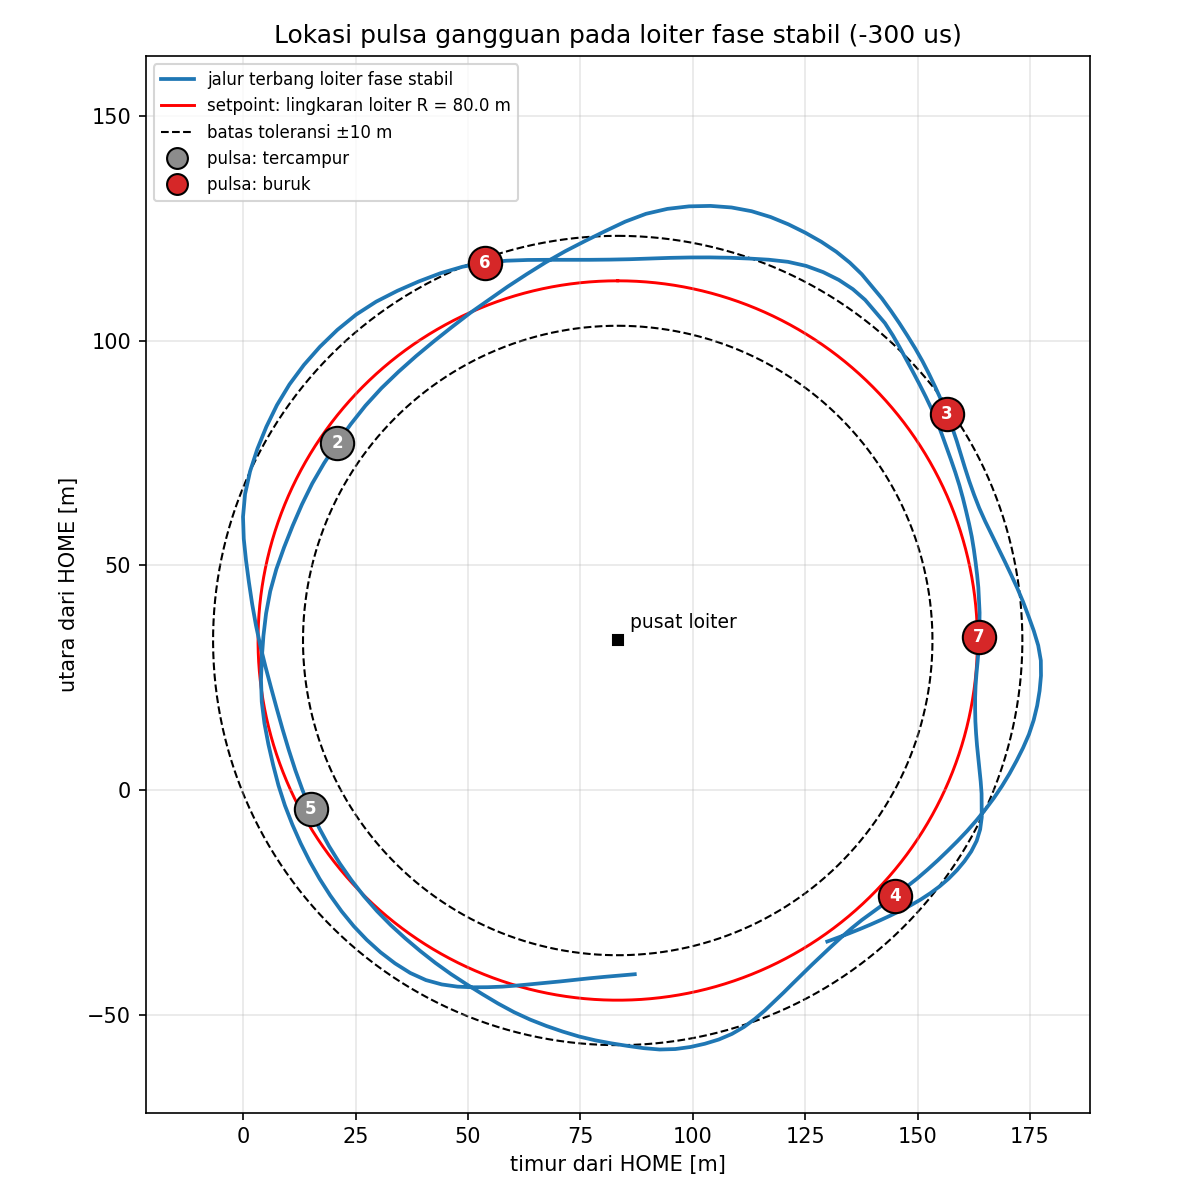 Lokasi pulsa gangguan pada loiter fase stabil (-300 us)
jalur terbang loiter fase stabil
setpoint: lingkaran loiter R = 80.0 m
batas toleransi ±10 m
pulsa: tercampur
pulsa: buruk
utara dari HOME [m]
150
100
50
0
−50
6
3
2
pusat loiter
7
5
4
0
25
50
75
100
125
150
175
timur dari HOME [m]